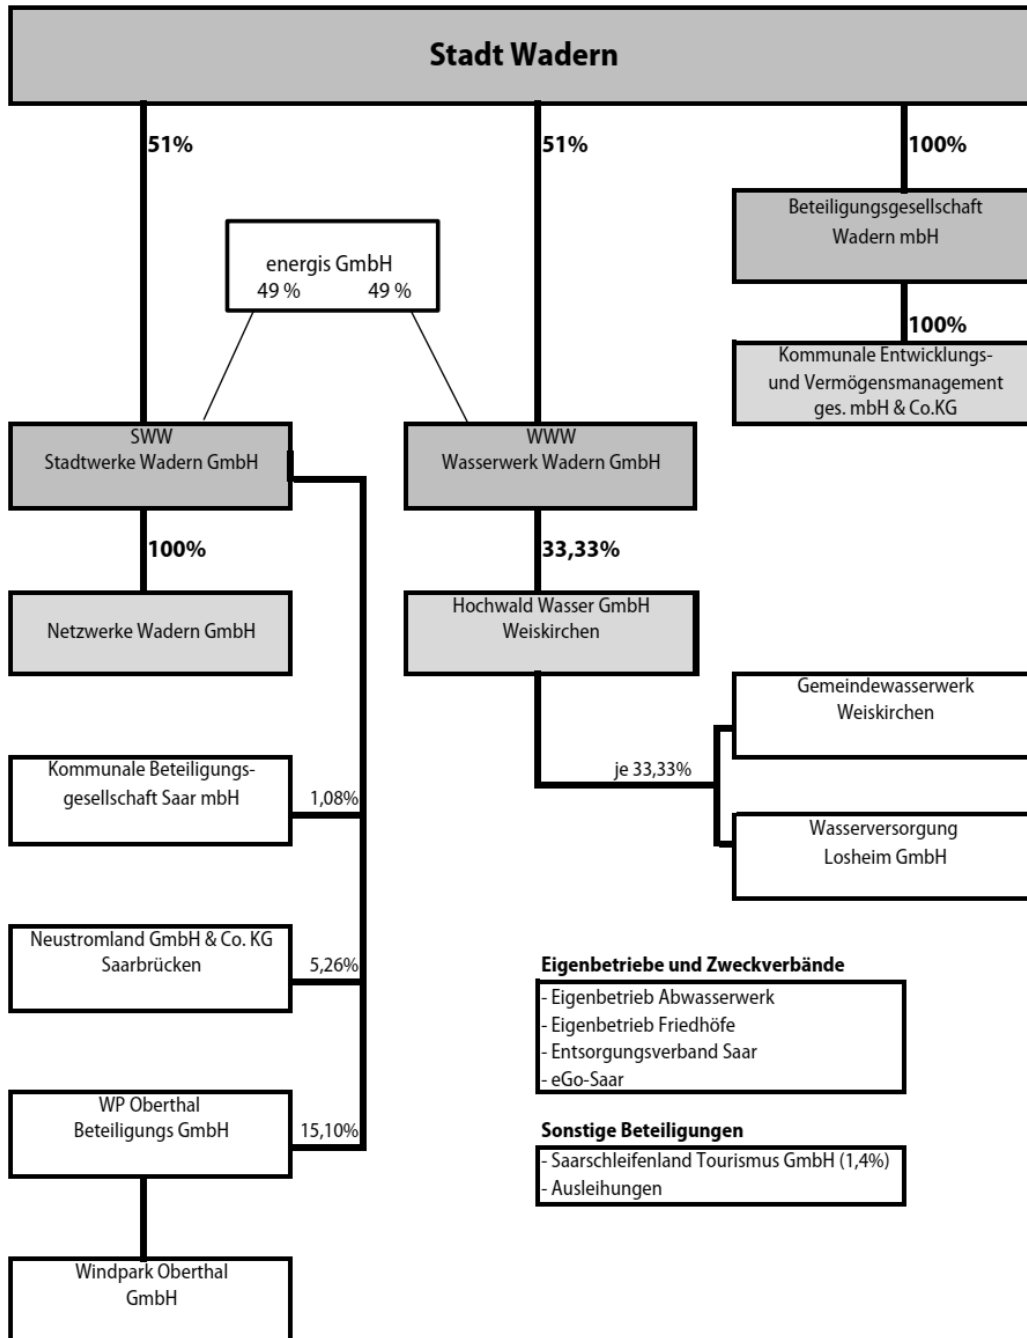 Stadt Wadern
51%
51%
100%
Beteiligungsgesellschaft
Wadern mbH
energis GmbH
49 % 49 %
100%
Kommunale Entwicklungs-
und Vermögensmanagement
ges. mbH & Co.KG
SWW
Stadtwerke Wadern GmbH
WWW
Wasserwerk Wadern GmbH
100%
33,33%
Netzwerke Wadern GmbH
Hochwald Wasser GmbH
Weiskirchen
Gemeindewasserwerk
Weiskirchen
je 33,33%
Kommunale Beteiligungs-
gesellschaft Saar mbH
1,08%
Wasserversorgung
Losheim GmbH
Neustromland GmbH & Co. KG
Saarbrücken
5,26%
Eigenbetriebe und Zweckverbände
- Eigenbetrieb Abwasserwerk
- Eigenbetrieb Friedhöfe
- Entsorgungsverband Saar
- eGo-Saar
WP Oberthal
Beteiligungs GmbH
15,10%
Sonstige Beteiligungen
- Saarschleifenland Tourismus GmbH (1,4%)
- Ausleihungen
Windpark Oberthal
GmbH